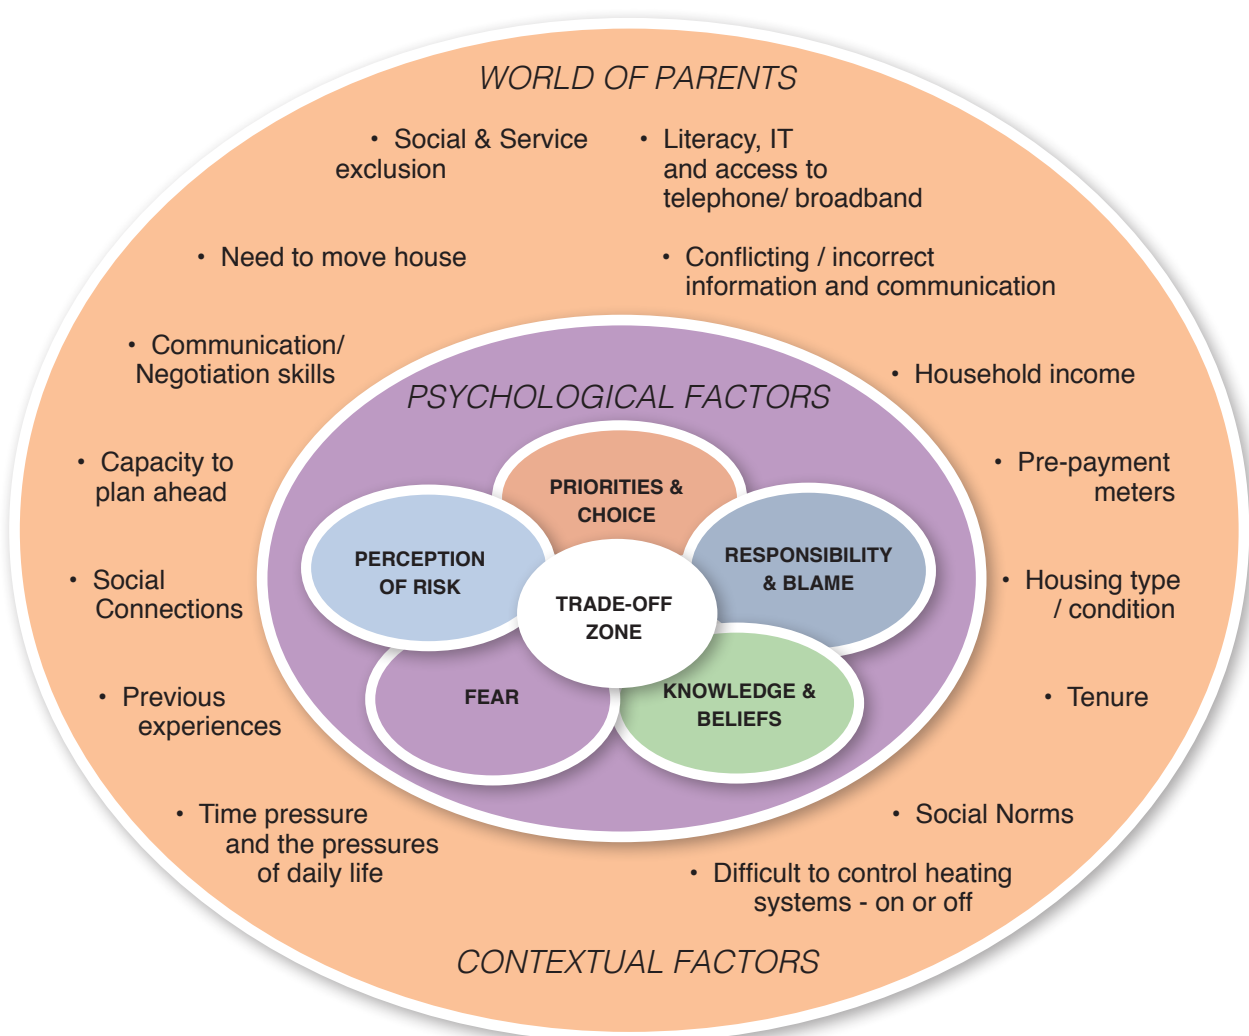 WORLD OF PARENTS
• Social & Service
exclusion
• Literacy, IT
and access to
telephone/ broadband
• Need to move house
• Conflicting / incorrect
information and communication
• Communication/
Negotiation skills
• Household income
• Capacity to
plan ahead
• Pre-payment
meters
• Social
Connections
• Housing type
/ condition
• Previous
experiences
• Tenure
• Time pressure
and the pressures
of daily life
• Social Norms
• Difficult to control heating
systems - on or off
CONTEXTUAL FACTORS
PSYCHOLOGICAL FACTORS
PRIORITIES &
CHOICE
PERCEPTION
OF RISK
RESPONSIBILITY
& BLAME
TRADE-OFF
ZONE
FEAR
KNOWLEDGE &
BELIEFS